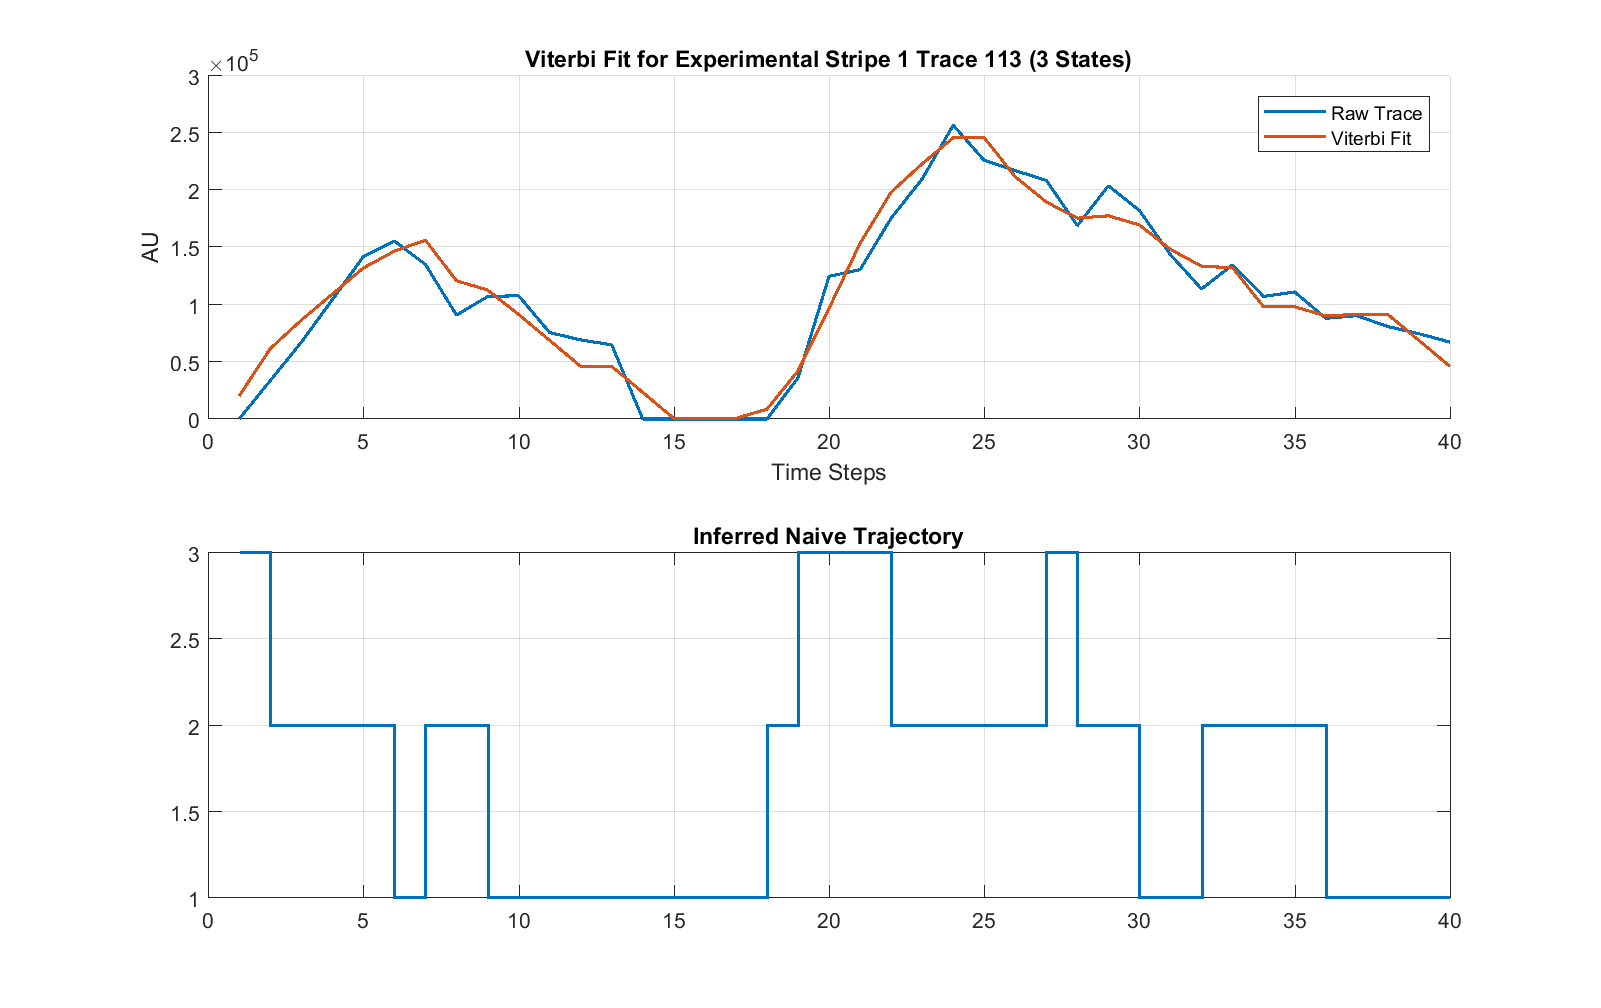 Viterbi Fit for Experimental Stripe 1 Trace 113 (3 States)
×10⁵
3
2.5
2
1.5
1
0.5
0
AU
Raw Trace
Viterbi Fit
0 5 10 15 20 25 30 35 40
Time Steps
Inferred Naive Trajectory
3
2.5
2
1.5
1
0 5 10 15 20 25 30 35 40